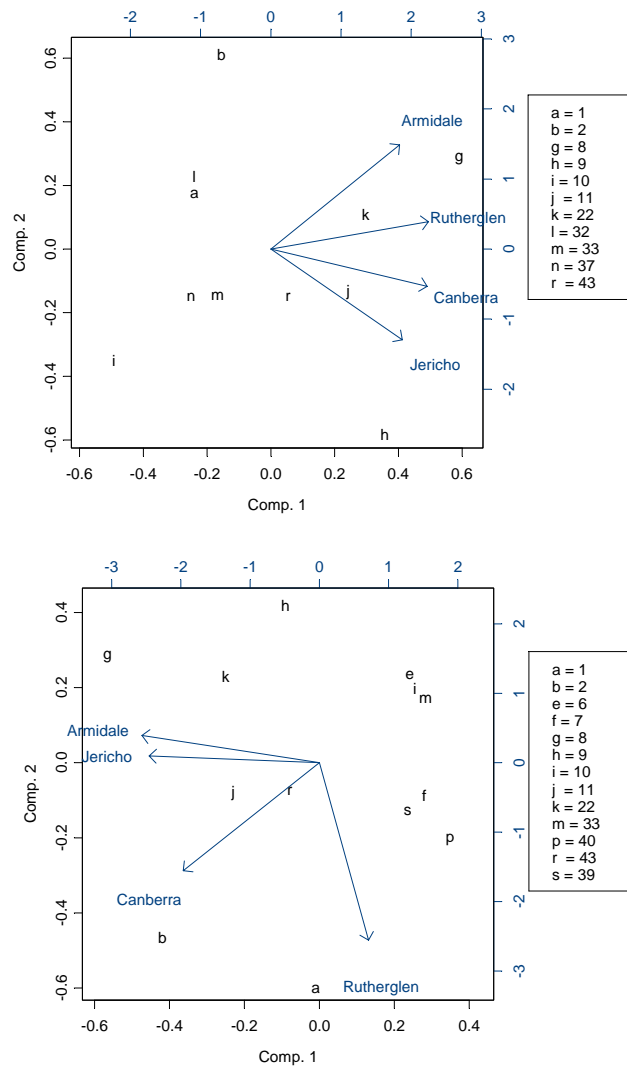 -2 -1 0 1 2 3
b
Armidale
g
l
a
k
Rutherglen
n m r j
Canberra
i
Jericho
h
0.6 0.4 0.2 0.0 -0.2 -0.4 -0.6
Comp. 2
3 2 1 0 -1 -2
-0.6 -0.4 -0.2 0.0 0.2 0.4 0.6
Comp. 1
a = 1
b = 2
g = 8
h = 9
i = 10
j = 11
k = 22
l = 32
m = 33
n = 37
r = 43
-3 -2 -1 0 1 2
h
g
k
e
i
m
Armidale
Jericho
j r f
s
p
Canberra
b
a
Rutherglen
0.4 0.2 0.0 -0.2 -0.4 -0.6
Comp. 2
2 1 0 -1 -2 -3
-0.6 -0.4 -0.2 0.0 0.2 0.4
Comp. 1
a = 1
b = 2
e = 6
f = 7
g = 8
h = 9
i = 10
j = 11
k = 22
m = 33
p = 40
r = 43
s = 39